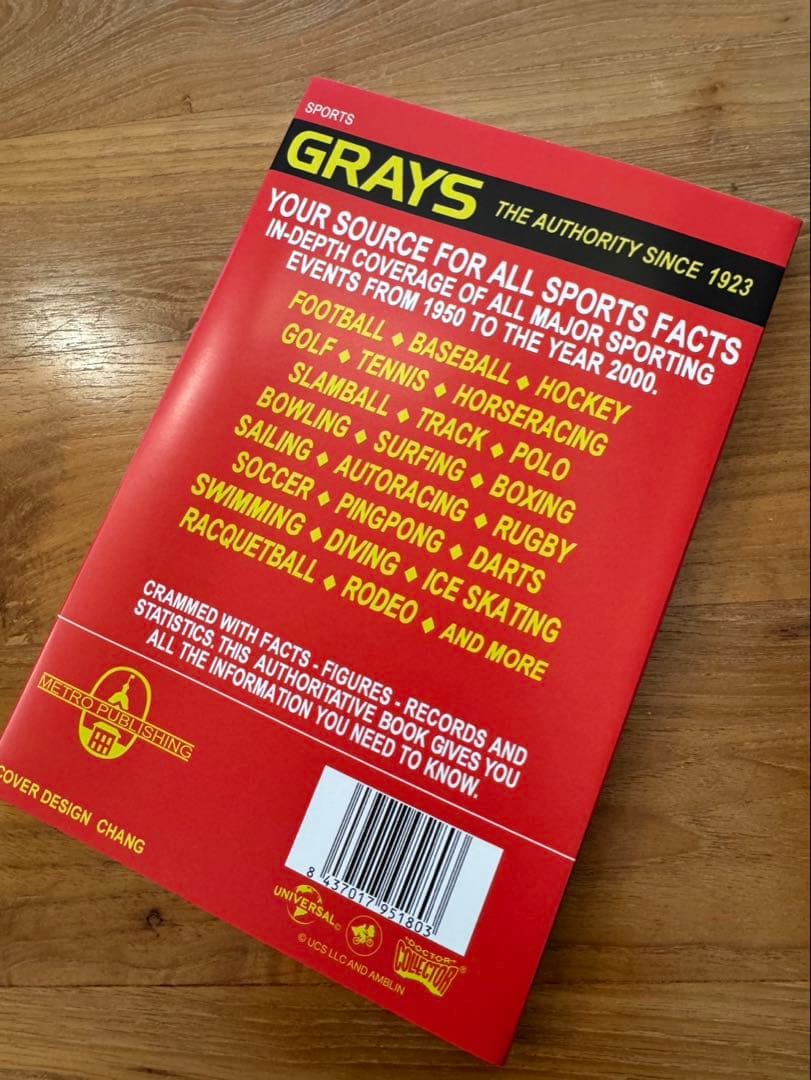 SPORTS
GRAYS THE AUTHORITY SINCE 1923
YOUR SOURCE FOR ALL SPORTS FACTS
IN-DEPTH COVERAGE OF ALL MAJOR SPORTING
EVENTS FROM 1950 TO THE YEAR 2000.
FOOTBALL ♦ BASEBALL ♦ HOCKEY
GOLF ♦ TENNIS ♦ HORSERACING
SLAMBALL ♦ TRACK ♦ POLO
BOWLING ♦ SURFING ♦ BOXING
SAILING ♦ AUTORACING ♦ RUGBY
SOCCER ♦ PINGPONG ♦ DARTS
SWIMMING ♦ DIVING ♦ ICE SKATING
RACQUETBALL ♦ RODEO ♦ AND MORE
CRAMMED WITH FACTS - FIGURES - RECORDS AND
STATISTICS, THIS AUTHORITATIVE BOOK GIVES YOU
ALL THE INFORMATION YOU NEED TO KNOW.
METRO PUBLISHING
COVER DESIGN CHANG
8 437017 951803
UNIVERSAL©
"DOCTOR"
COLLECTOR®
© UCS LLC AND AMBLIN